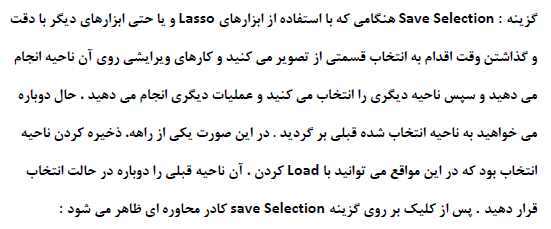 گزینه : Save Selection هنگامی که با استفاده از ابزارهای Lasso و یا حتی ابزارهای دیگر با دقت
و گذاشتن وقت اقدام به انتخاب قسمتی از تصویر می کنید و کارهای ویرایشی روی آن ناحیه انجام
می دهید و سپس ناحیه دیگری را انتخاب می کنید و عملیات دیگری انجام می دهید . حال دوباره
می خواهید به ناحیه انتخاب شده قبلی بر گردید . در این صورت یکی از راهه، ذخیره کردن ناحیه
انتخاب بود که در این مواقع می توانید با Load کردن . آن ناحیه قبلی را دوباره در حالت انتخاب
قرار دهید . پس از کلیک بر روی گزینه save Selection کادر محاوره ای ظاهر می شود :